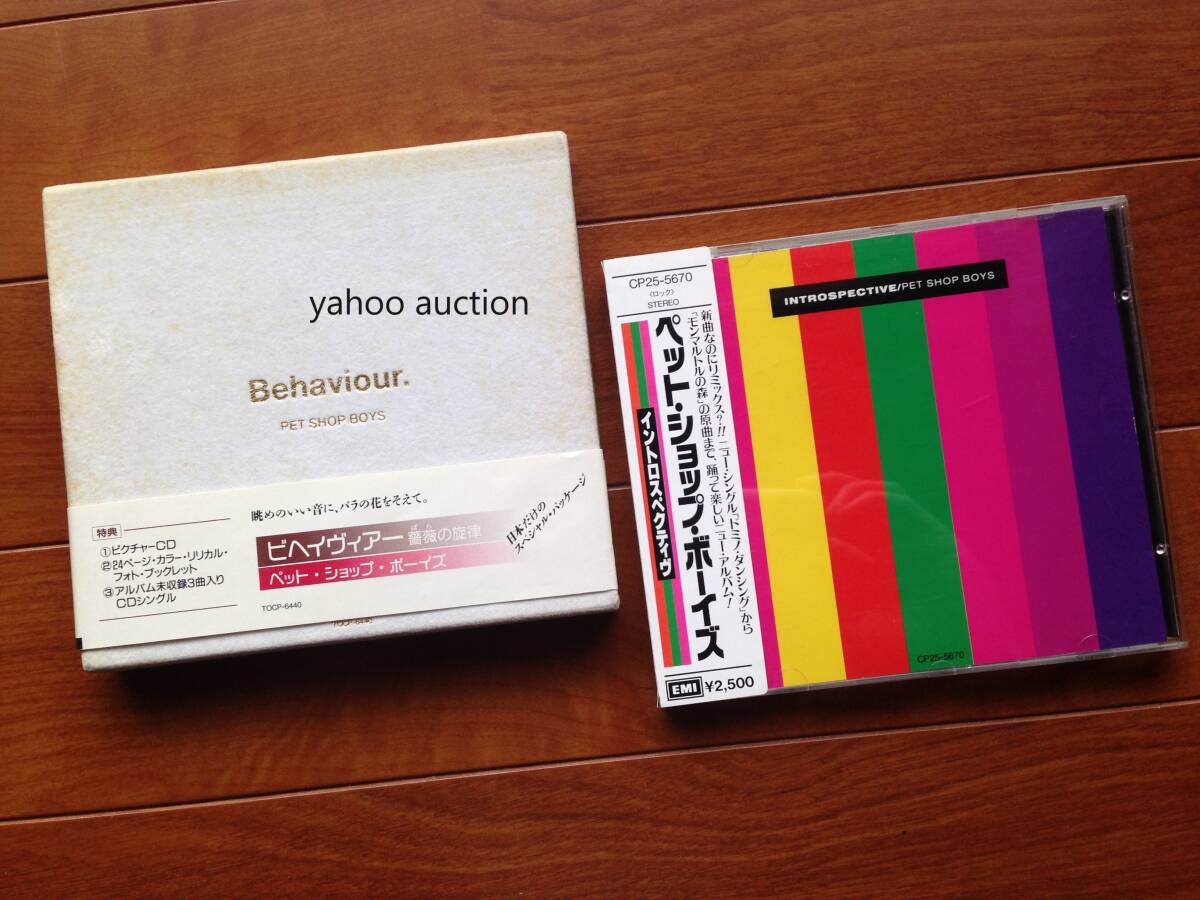 yahoo auction
Behaviour.
PET SHOP BOYS
特典
①ピクチャーCD
②24ページ・カラー・リリカル・
フォト・ブックレット
③アルバム未収録3曲入り
CDシングル
眺めのいい音に、バラの花をそえて。
ビヘイヴィアー 薔薇の旋律
ばら
ペット・ショップ・ボーイズ
日本だけの
スペシャル・パッケージ
TOCP-6440
TOCP-6440
CP25-5670
〈ロック〉
STEREO
新曲なのにリミックス?!! ニュー・シングル「ドミノ・ダンシング」から
「モンマルトルの森」の原曲まで、踊って楽しいニュー・アルバム!
ペット・ショップ・ボーイズ
イントロスペクティヴ
EMI ¥2,500
INTROSPECTIVE/PET SHOP BOYS
CP25-5670